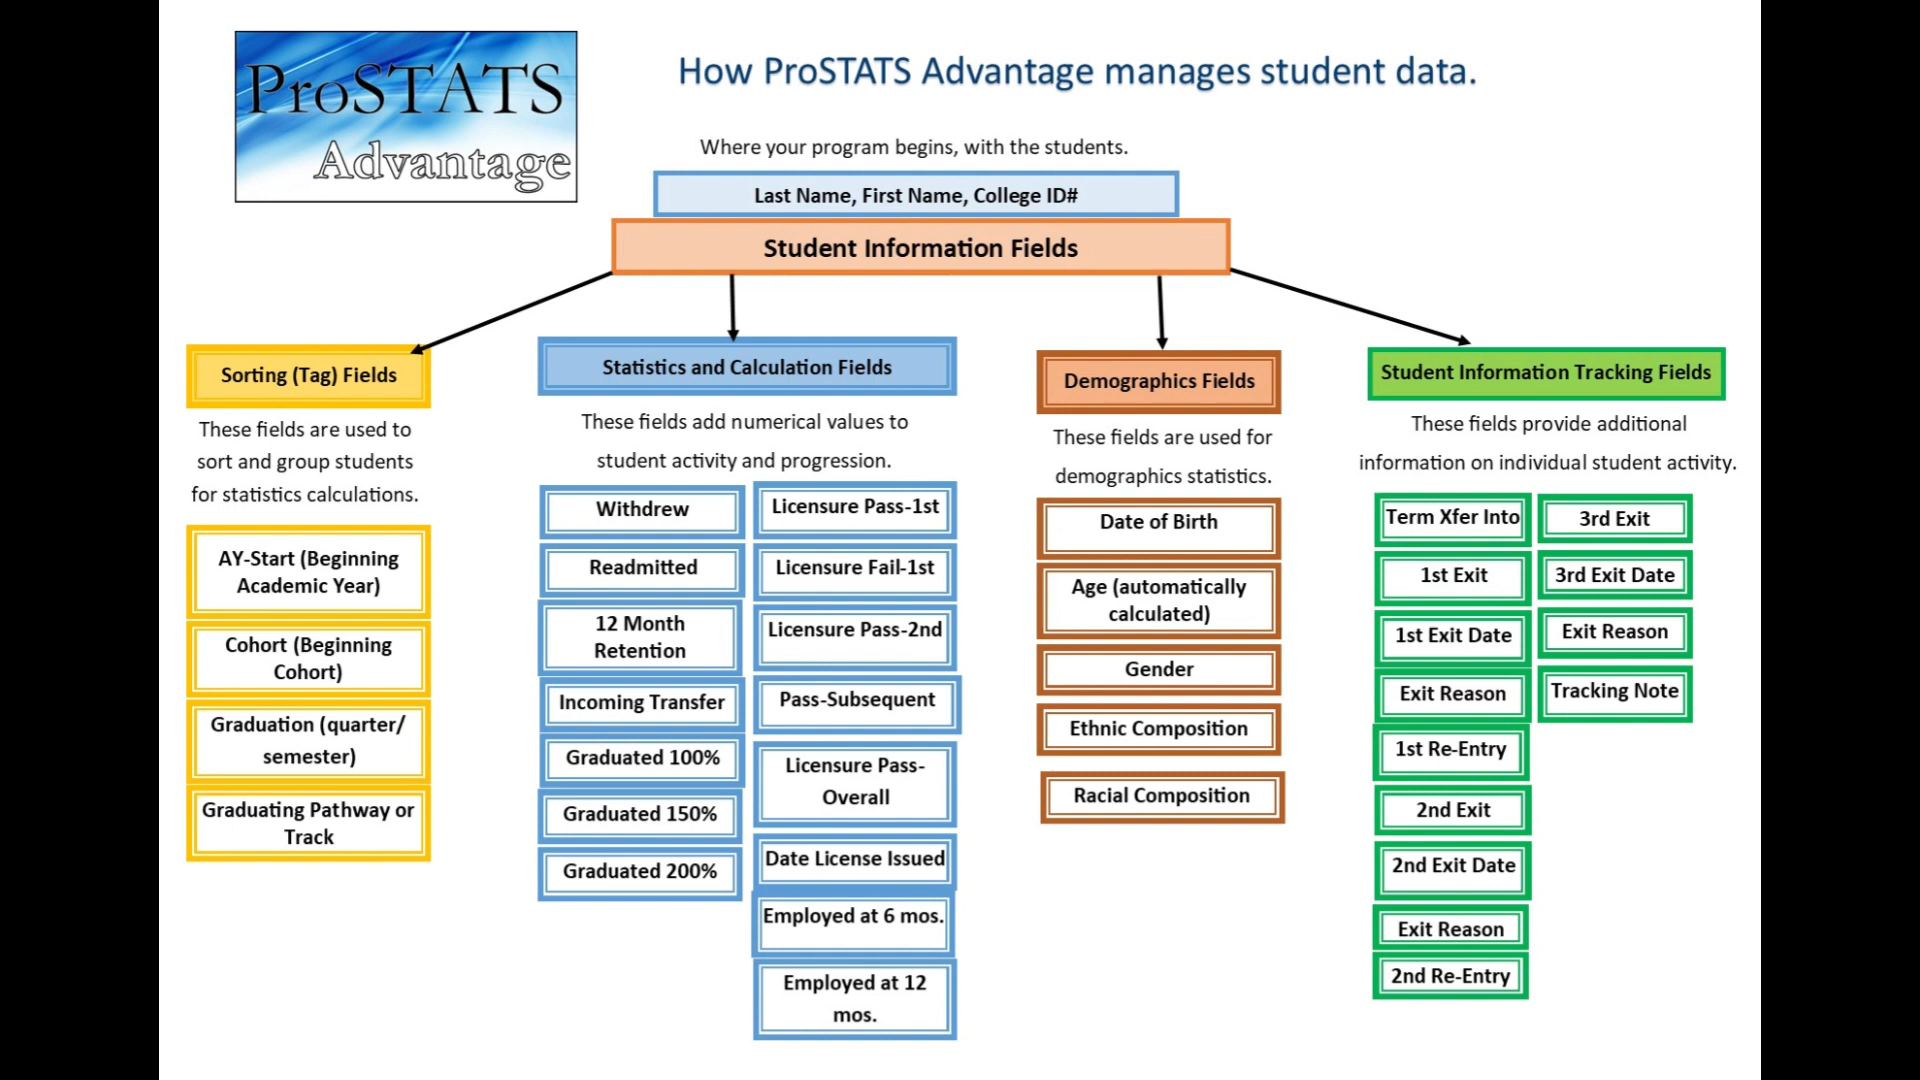 ProSTATS
Advantage
How ProSTATS Advantage manages student data.
Where your program begins, with the students.
Last Name, First Name, College ID#
Student Information Fields
Sorting (Tag) Fields
These fields are used to
sort and group students
for statistics calculations.
AY-Start (Beginning
Academic Year)
Cohort (Beginning
Cohort)
Graduation (quarter/
semester)
Graduating Pathway or
Track
Statistics and Calculation Fields
These fields add numerical values to
student activity and progression.
Withdrew
Readmitted
12 Month
Retention
Incoming Transfer
Graduated 100%
Graduated 150%
Graduated 200%
Licensure Pass-1st
Licensure Fail-1st
Licensure Pass-2nd
Pass-Subsequent
Licensure Pass-
Overall
Date License Issued
Employed at 6 mos.
Employed at 12
mos.
Demographics Fields
These fields are used for
demographics statistics.
Date of Birth
Age (automatically
calculated)
Gender
Ethnic Composition
Racial Composition
Student Information Tracking Fields
These fields provide additional
information on individual student activity.
Term Xfer Into
1st Exit
1st Exit Date
Exit Reason
1st Re-Entry
2nd Exit
2nd Exit Date
Exit Reason
2nd Re-Entry
3rd Exit
3rd Exit Date
Exit Reason
Tracking Note